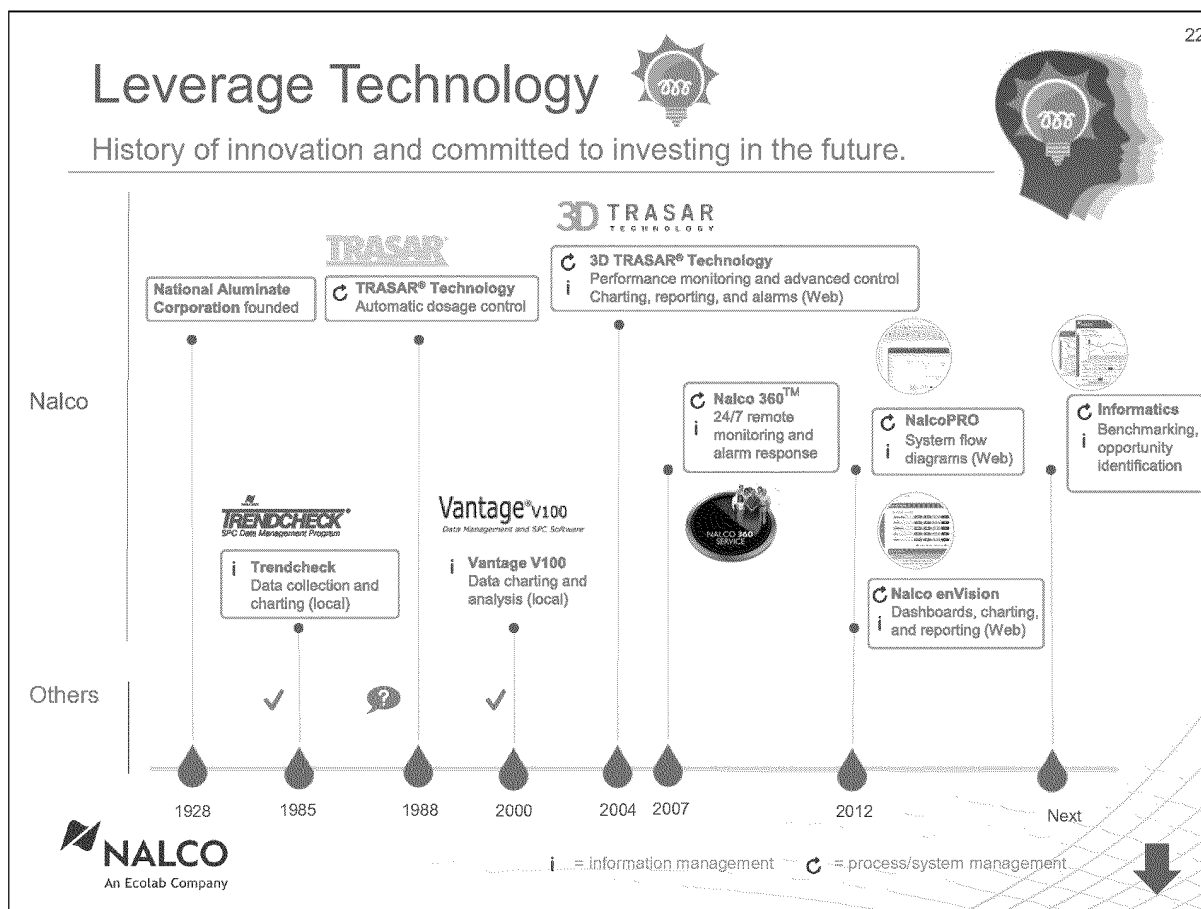 22
Leverage Technology
History of innovation and committed to investing in the future.
3D TRASAR
TECHNOLOGY
TRASAR
3D TRASAR® Technology
Performance monitoring and advanced control
i Charting, reporting, and alarms (Web)
National Aluminate
Corporation founded
TRASAR® Technology
Automatic dosage control
Nalco
Nalco 360™
i 24/7 remote
monitoring and
alarm response
NalcoPRO
i System flow
diagrams (Web)
Informatics
i Benchmarking,
opportunity
identification
TRENDCHECK®
SPC Data Management Program
Vantage® V100
Data Management and SPC Software
NALCO 360
SERVICE
i Trendcheck
Data collection and
charting (local)
i Vantage V100
Data charting and
analysis (local)
Nalco enVision
Dashboards, charting,
i and reporting (Web)
Others
?
1928
1985
1988
2000
2004
2007
2012
Next
NALCO
An Ecolab Company
i = information management
= process/system management